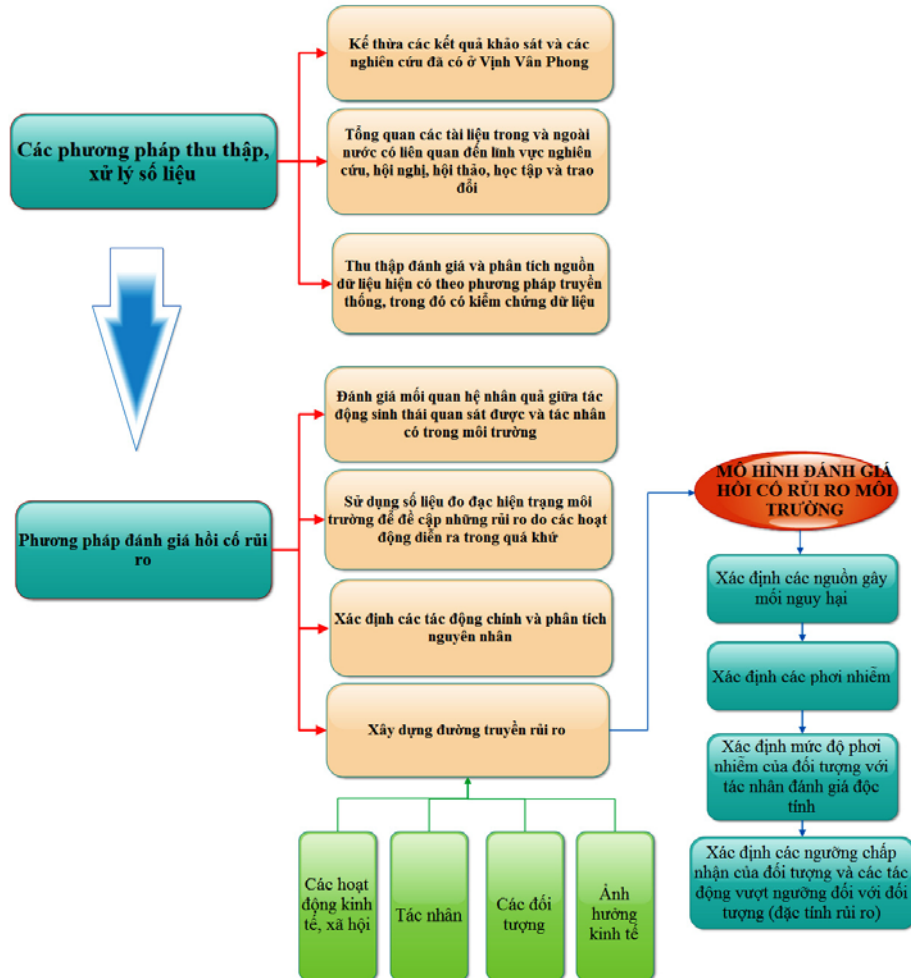 Kế thừa các kết quả khảo sát và các
nghiên cứu đã có ở Vịnh Vân Phong
Các phương pháp thu thập,
xử lý số liệu
Tổng quan các tài liệu trong và ngoài
nước có liên quan đến lĩnh vực nghiên
cứu, hội nghị, hội thảo, học tập và trao
đổi
Thu thập đánh giá và phân tích nguồn
dữ liệu hiện có theo phương pháp truyền
thống, trong đó có kiểm chứng dữ liệu
Đánh giá mối quan hệ nhân quả giữa tác
động sinh thái quan sát được và tác nhân
có trong môi trường
Phương pháp đánh giá hồi cố rủi
ro
Sử dụng số liệu đo đạc hiện trạng môi
trường để đề cập những rủi ro do các hoạt
động diễn ra trong quá khứ
Xác định các tác động chính và phân tích
nguyên nhân
Xây dựng đường truyền rủi ro
Các hoạt
động kinh
tế, xã hội
Tác nhân
Các đối
tượng
Ảnh
hưởng
kinh tế
MÔ HÌNH ĐÁNH GIÁ
HỒI CỐ RỦI RO MÔI
TRƯỜNG
Xác định các nguồn gây
mối nguy hại
Xác định các phơi nhiễm
Xác định mức độ phơi
nhiễm của đối tượng với
tác nhân đánh giá độc
tính
Xác định các ngưỡng chấp
nhận của đối tượng và các tác
động vượt ngưỡng đối với đối
tượng (đặc tính rủi ro)